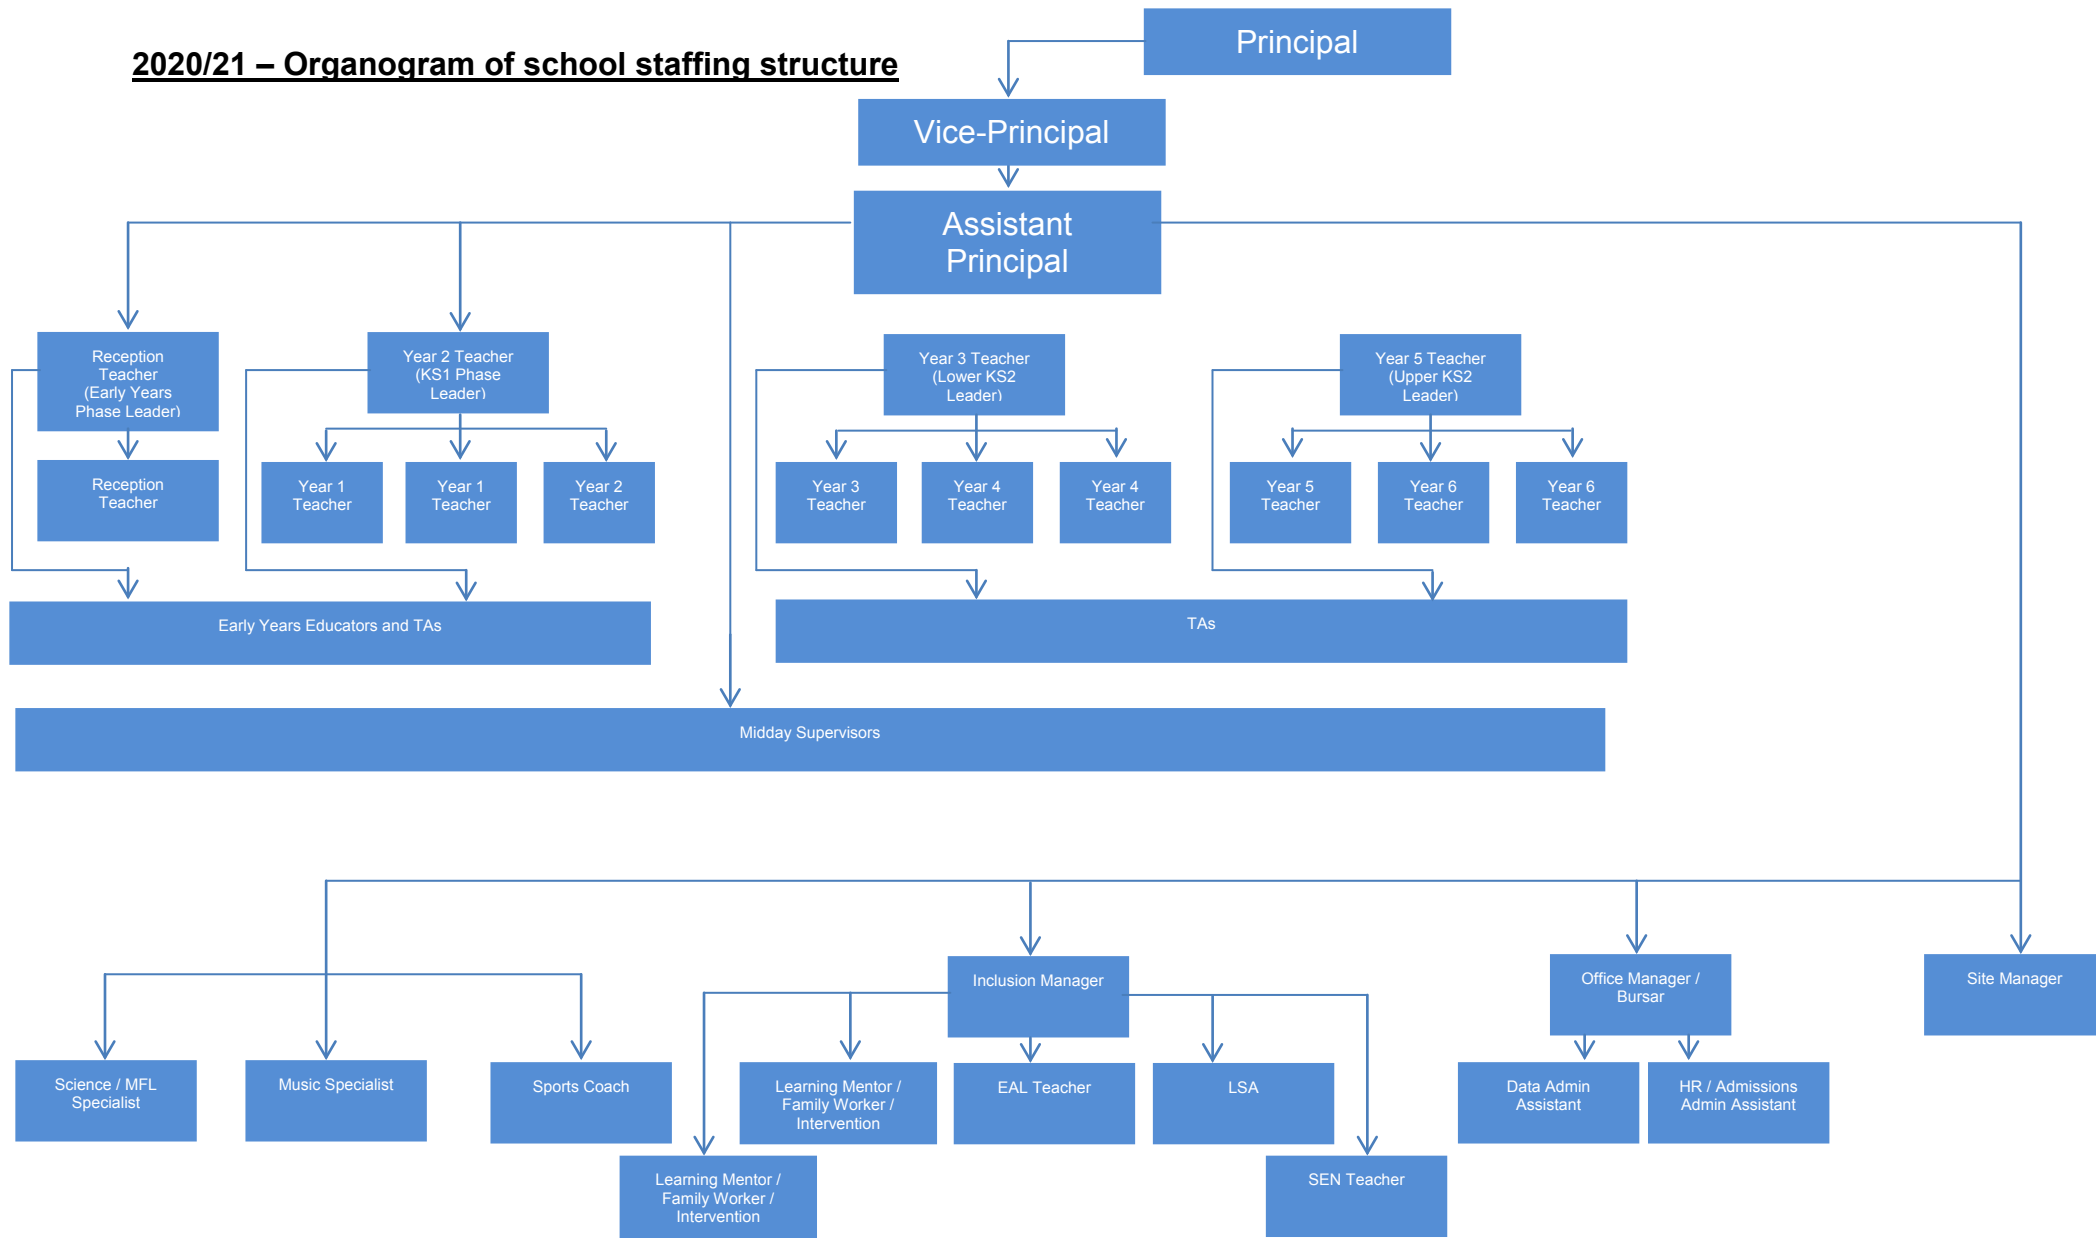 2020/21 – Organogram of school staffing structure
Principal
Vice-Principal
Assistant
Principal
Reception
Teacher
(Early Years
Phase Leader)
Year 2 Teacher
(KS1 Phase
Leader)
Year 3 Teacher
(Lower KS2
Leader)
Year 5 Teacher
(Upper KS2
Leader)
Reception
Teacher
Year 1
Teacher
Year 1
Teacher
Year 2
Teacher
Year 3
Teacher
Year 4
Teacher
Year 4
Teacher
Year 5
Teacher
Year 6
Teacher
Year 6
Teacher
Early Years Educators and TAs
TAs
Midday Supervisors
Inclusion Manager
Office Manager /
Bursar
Site Manager
Science / MFL
Specialist
Music Specialist
Sports Coach
Learning Mentor /
Family Worker /
Intervention
EAL Teacher
LSA
Data Admin
Assistant
HR / Admissions
Admin Assistant
Learning Mentor /
Family Worker /
Intervention
SEN Teacher